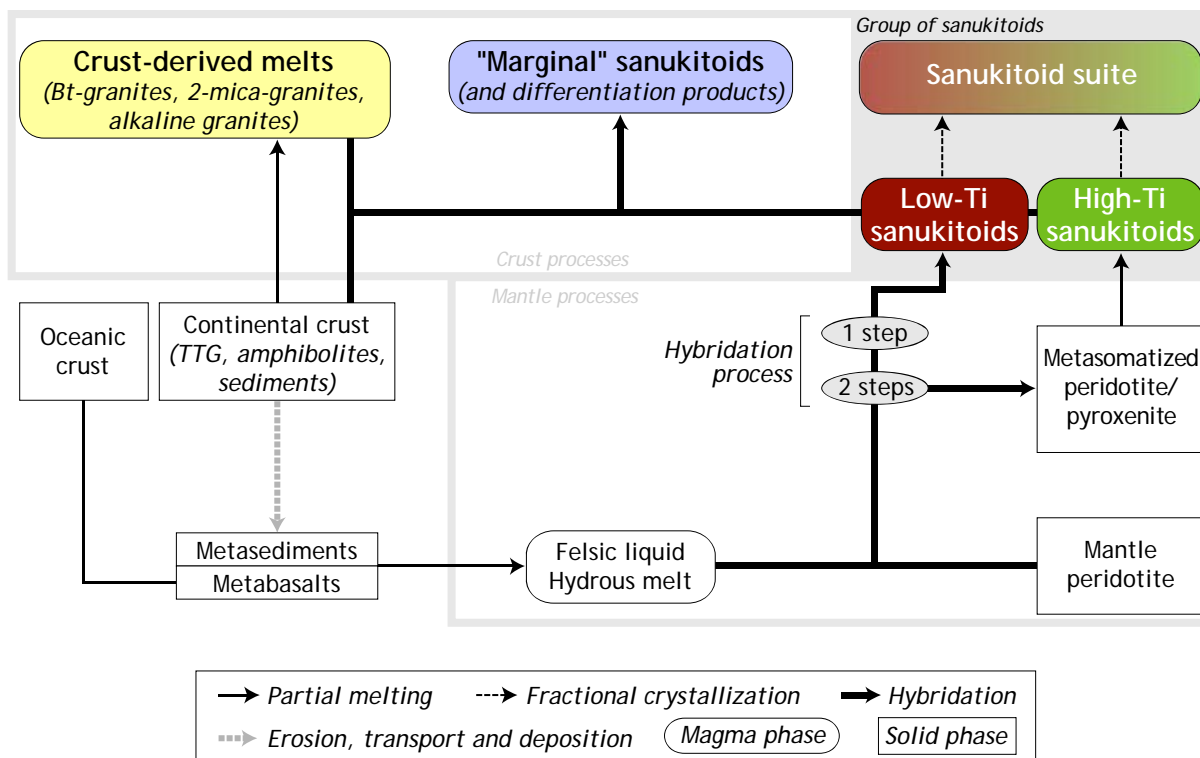 Group of sanukitoids
Crust-derived melts
(Bt-granites, 2-mica-granites,
alkaline granites)
"Marginal" sanukitoids
(and differentiation products)
Sanukitoid suite
Low-Ti
sanukitoids
High-Ti
sanukitoids
Crust processes
Mantle processes
Oceanic
crust
Continental crust
(TTG, amphibolites,
sediments)
Hybridation
process
1 step
2 steps
Metasomatized
peridotite/
pyroxenite
Metasediments
Metabasalts
Felsic liquid
Hydrous melt
Mantle
peridotite
Partial melting
Fractional crystallization
Hybridation
Erosion, transport and deposition
Magma phase
Solid phase